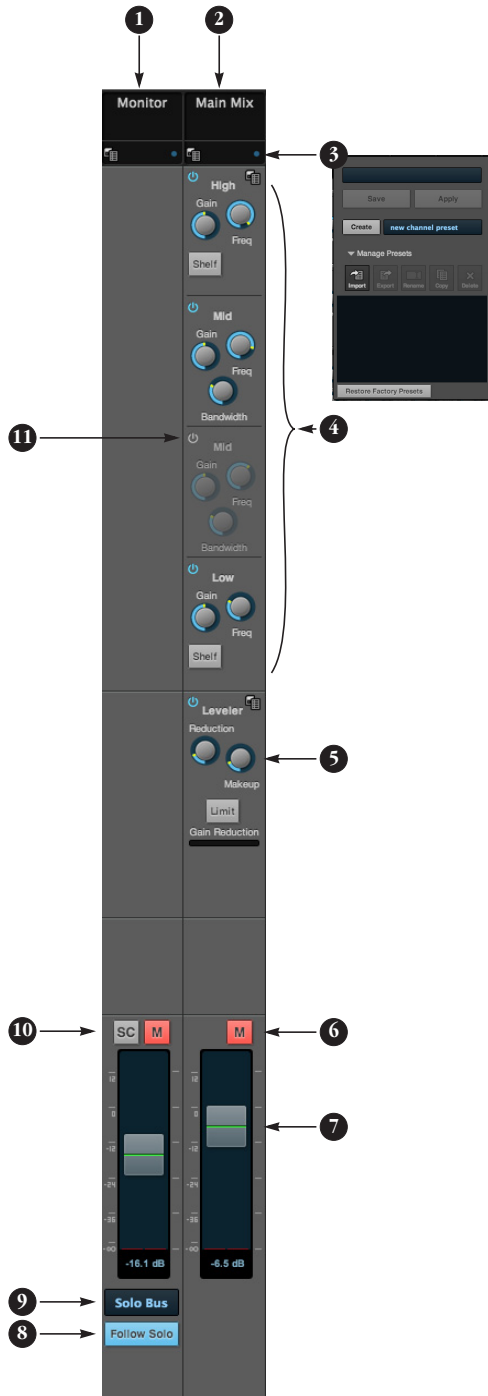 1
2
Monitor
Main Mix
3
High
Gain
Freq
Shelf
Save
Apply
Create
new channel preset
Manage Presets
Import
Export
Rename
Copy
Delete
Restore Factory Presets
Mid
Gain
Freq
Bandwidth
4
11
Mid
Gain
Freq
Bandwidth
Low
Gain
Freq
Shelf
Leveler
Reduction
5
Makeup
Limit
Gain Reduction
10
SC
M
M
6
12
12
0
0
7
-12
-12
-24
-24
-36
-36
-∞
-∞
-16.1 dB
-6.5 dB
9
Solo Bus
8
Follow Solo